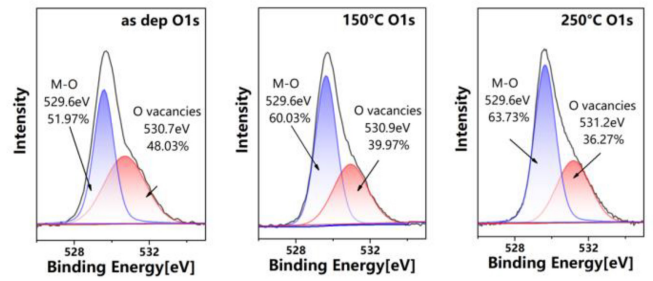 as dep O1s
M-O
529.6eV
51.97%
O vacancies
530.7eV
48.03%
Intensity
528
532
Binding Energy[eV]
150°C O1s
M-O
529.6eV
60.03%
O vacancies
530.9eV
39.97%
Intensity
528
532
Binding Energy[eV]
250°C O1s
M-O
529.6eV
63.73%
O vacancies
531.2eV
36.27%
Intensity
528
532
Binding Energy[eV]